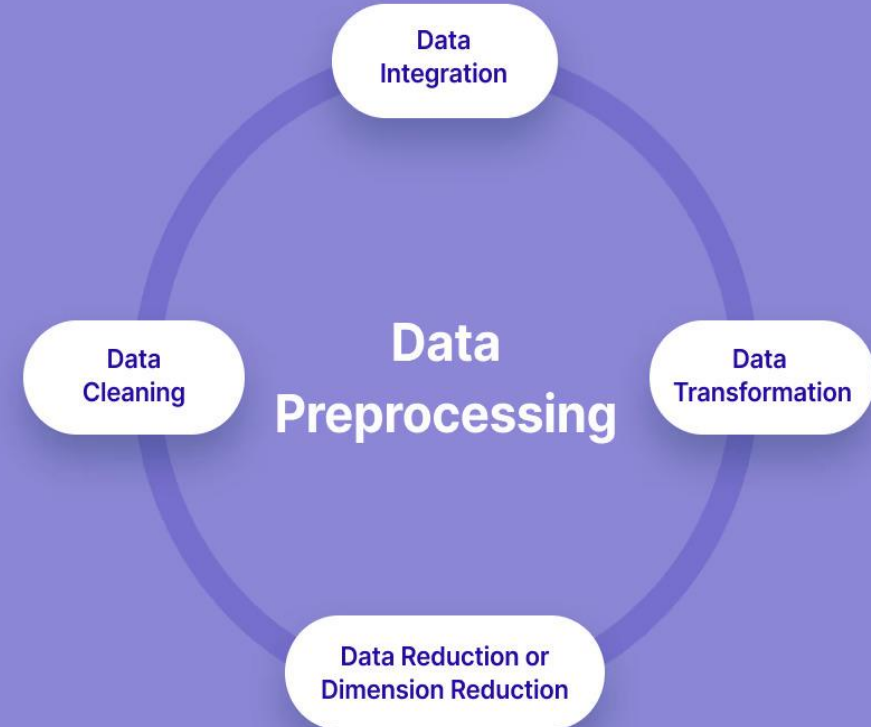 Data
Integration
Data
Cleaning
Data
Preprocessing
Data
Transformation
Data Reduction or
Dimension Reduction